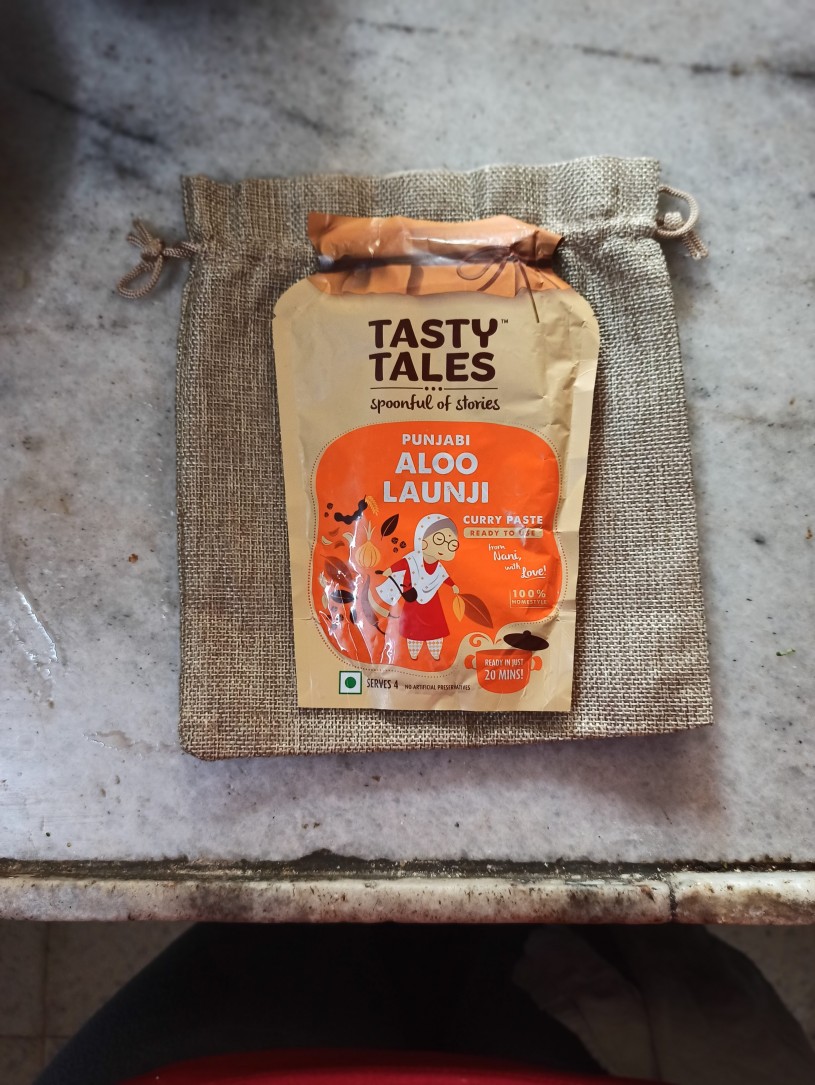 TASTY™
TALES
spoonful of stories
PUNJABI
ALOO
LAUNJI
CURRY PASTE
READY TO USE
from
Nani,
with
Love!
100%
HOMESTYLE
READY IN JUST
20 MINS!
SERVES 4 NO ARTIFICIAL PRESERVATIVES